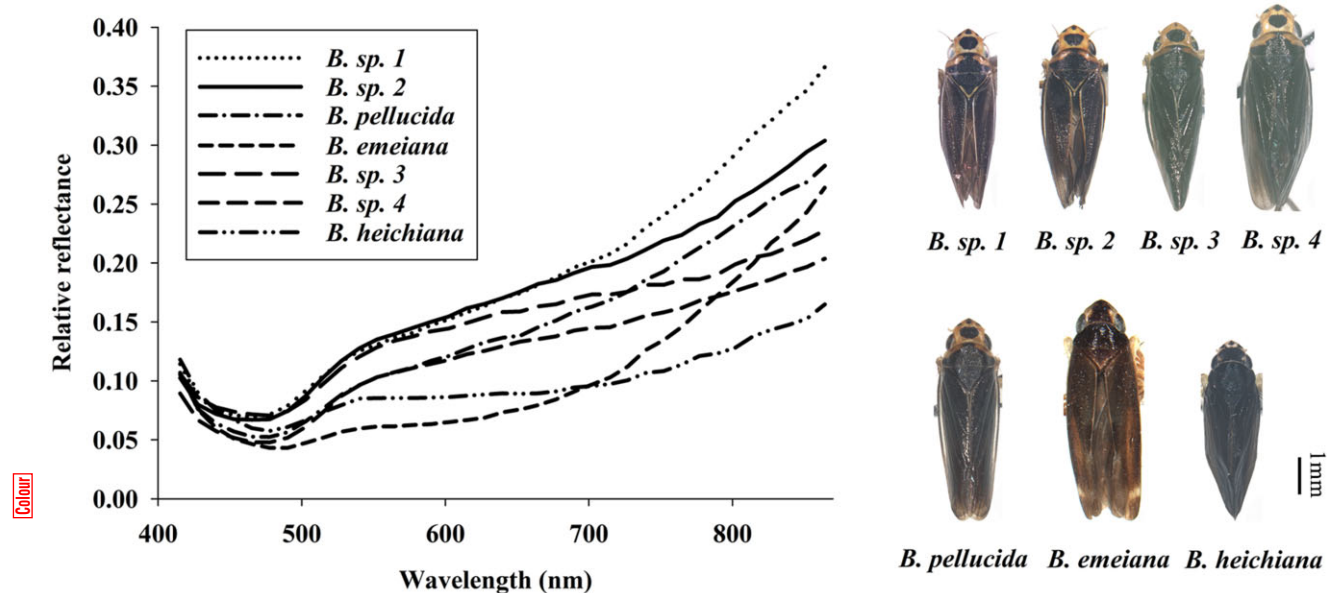 0.40
0.35
0.30
0.25
0.20
0.15
0.10
0.05
0.00
Relative reflectance
400
500
600
700
800
Wavelength (nm)
B. sp. 1
B. sp. 2
B. pellucida
B. emeiana
B. sp. 3
B. sp. 4
B. heichiana
Colour
B. sp. 1 B. sp. 2 B. sp. 3 B. sp. 4
1mm
B. pellucida B. emeiana B. heichiana